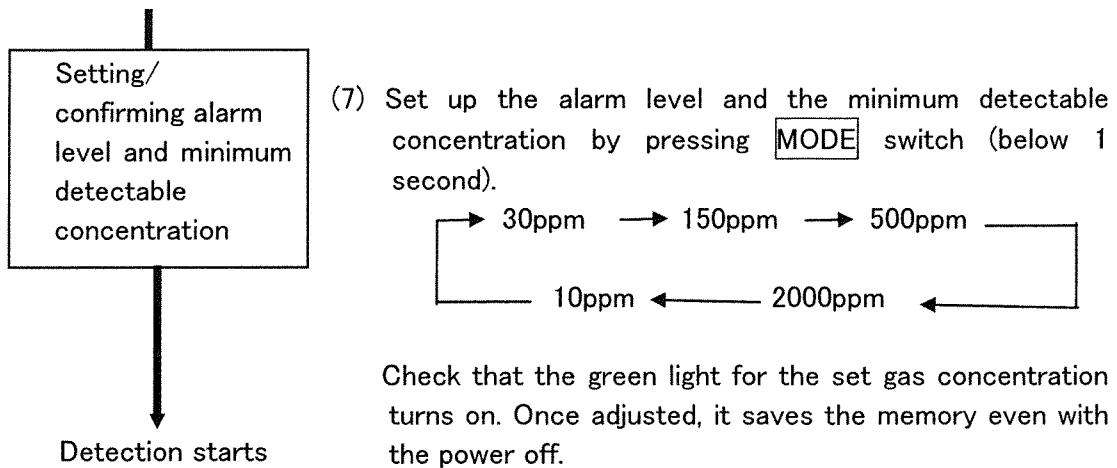 Setting/
confirming alarm
level and minimum
detectable
concentration
Detection starts
(7) Set up the alarm level and the minimum detectable
concentration by pressing MODE switch (below 1
second).
30ppm 150ppm 500ppm
10ppm 2000ppm
Check that the green light for the set gas concentration
turns on. Once adjusted, it saves the memory even with
the power off.